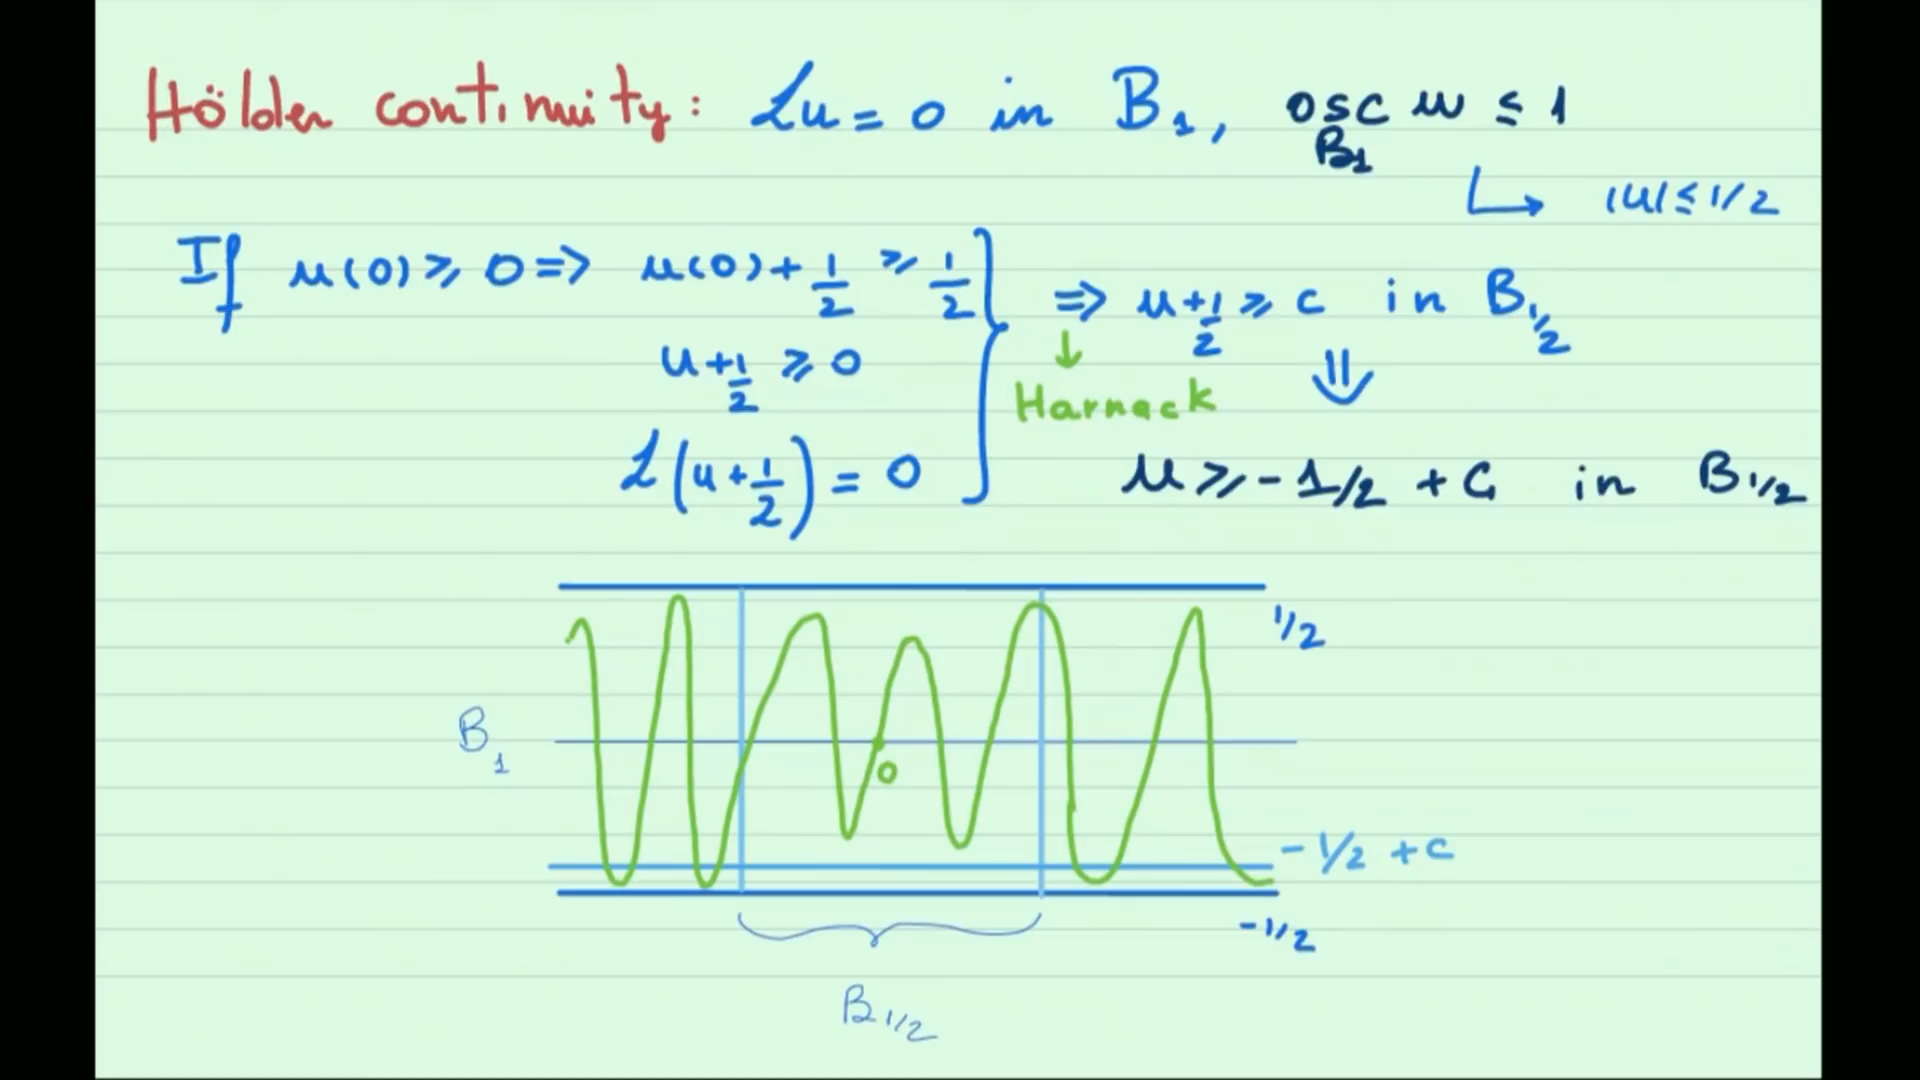 Hölder continuity: Lu = 0 in B₁, osc u ≤ 1
B₁
↳ |u| ≤ 1/2
If u(0) ≥ 0 ⇒ u(0) + 1/2 ≥ 1/2 } ⇒ u + 1/2 ≥ c in B₁/₂
u + 1/2 ≥ 0
↓ ⇓
Harnack
L(u + 1/2) = 0
u ≥ -1/2 + c in B₁/₂
1/2
B₁
0
-1/2 + c
-1/2
B₁/₂